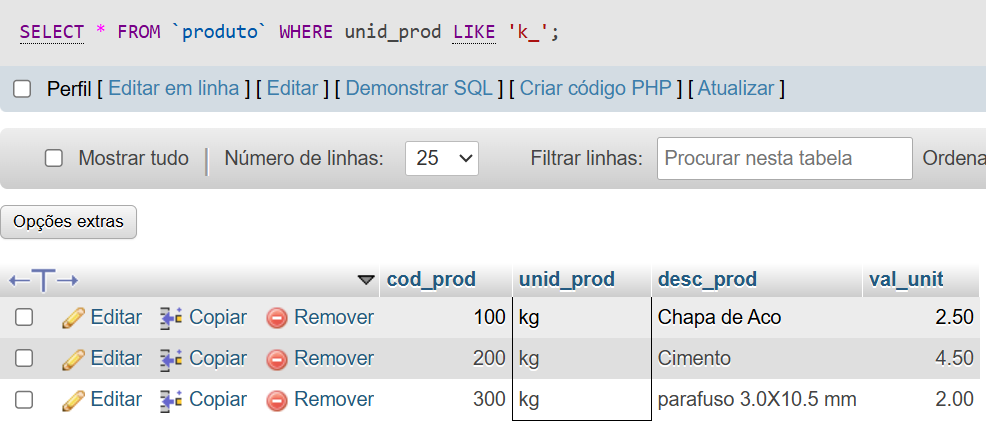 SELECT * FROM `produto` WHERE unid_prod LIKE 'k_';
Perfil [ Editar em linha ] [ Editar ] [ Demonstrar SQL ] [ Criar código PHP ] [ Atualizar ]
Mostrar tudo Número de linhas: 25 Filtrar linhas: Procurar nesta tabela Ordena
Opções extras
←T→ cod_prod unid_prod desc_prod val_unit
Editar Copiar Remover 100 kg Chapa de Aco 2.50
Editar Copiar Remover 200 kg Cimento 4.50
Editar Copiar Remover 300 kg parafuso 3.0X10.5 mm 2.00